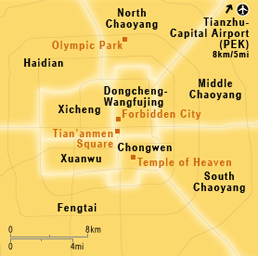 North
Chaoyang
Tianzhu-
Capital Airport
(PEK)
8km/5mi
Olympic Park
Haidian
Middle
Chaoyang
Dongcheng-
Wangfujing
Xicheng
Forbidden City
Tian'anmen
Square
Chongwen
Xuanwu
Temple of Heaven
South
Chaoyang
Fengtai
0 8km
0 4mi